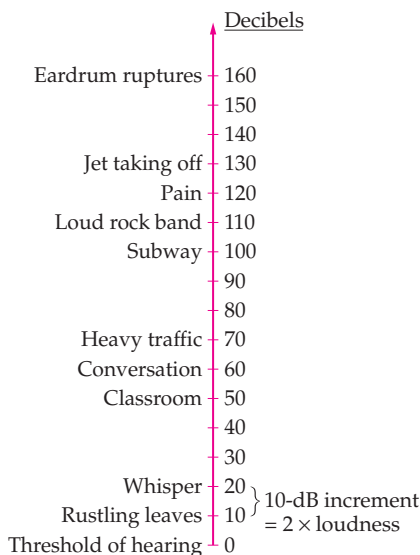 Decibels
Eardrum ruptures 160
150
140
Jet taking off 130
Pain 120
Loud rock band 110
Subway 100
90
80
Heavy traffic 70
Conversation 60
Classroom 50
40
30
Whisper 20
10-dB increment
Rustling leaves 10
= 2 × loudness
Threshold of hearing 0